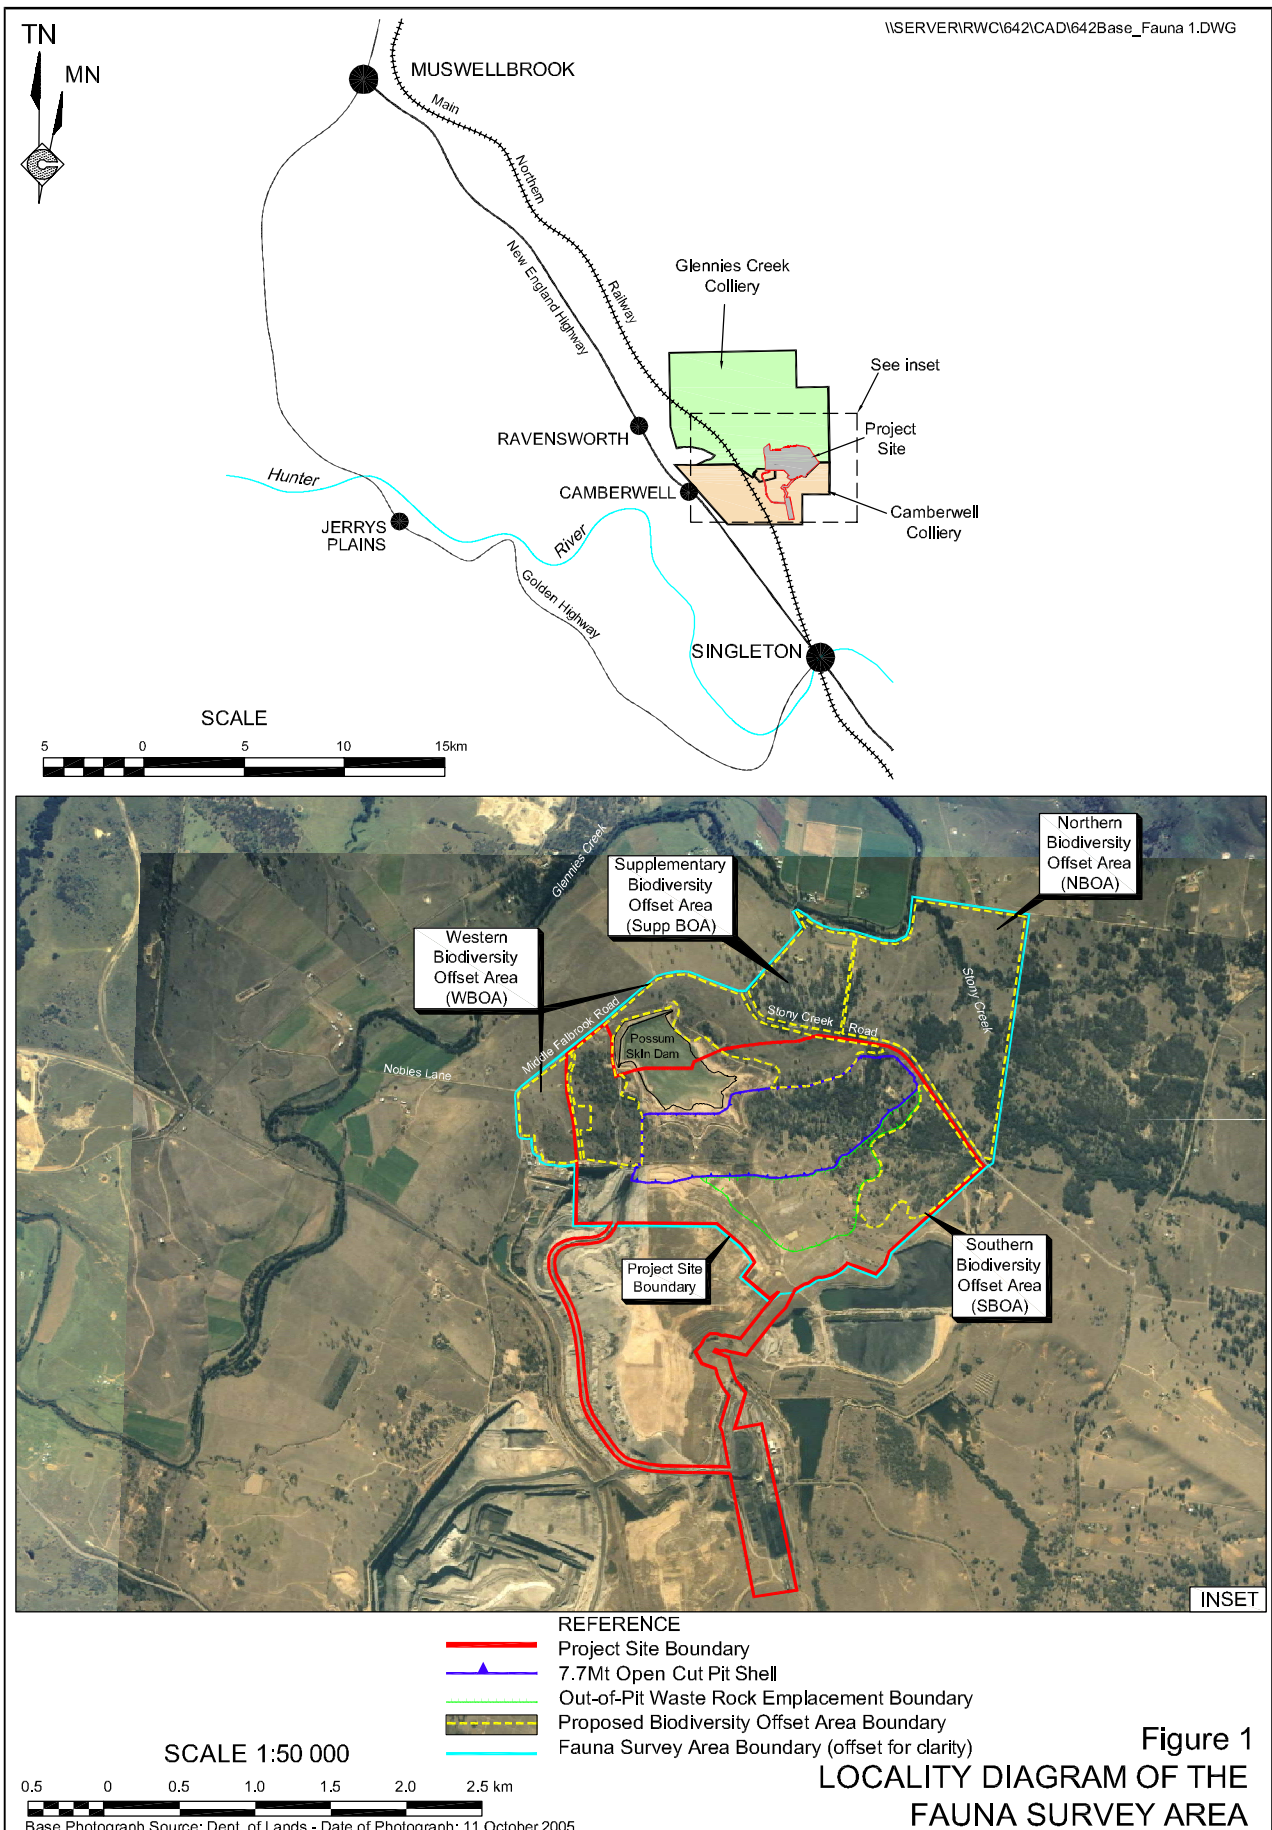 \\SERVER\RWC\642\CAD\642Base_Fauna 1.DWG
TN
MN
MUSWELLBROOK
Main
Northern
Railway
New England Highway
Glennies Creek
Colliery
See inset
Project
Site
RAVENSWORTH
CAMBERWELL
Camberwell
Colliery
Hunter
River
JERRYS
PLAINS
Golden Highway
SINGLETON
SCALE
5 0 5 10 15km
Northern
Biodiversity
Offset Area
(NBOA)
Glennies Creek
Supplementary
Biodiversity
Offset Area
(Supp BOA)
Western
Biodiversity
Offset Area
(WBOA)
Stony Creek
Stony Creek Road
Middle Falbrook Road
Possum
Skin Dam
Nobles Lane
Project Site
Boundary
Southern
Biodiversity
Offset Area
(SBOA)
INSET
REFERENCE
Project Site Boundary
7.7Mt Open Cut Pit Shell
Out-of-Pit Waste Rock Emplacement Boundary
Proposed Biodiversity Offset Area Boundary
Fauna Survey Area Boundary (offset for clarity)
SCALE 1:50 000
0.5 0 0.5 1.0 1.5 2.0 2.5 km
Base Photograph Source: Dept. of Lands - Date of Photograph: 11 October 2005
Figure 1
LOCALITY DIAGRAM OF THE
FAUNA SURVEY AREA